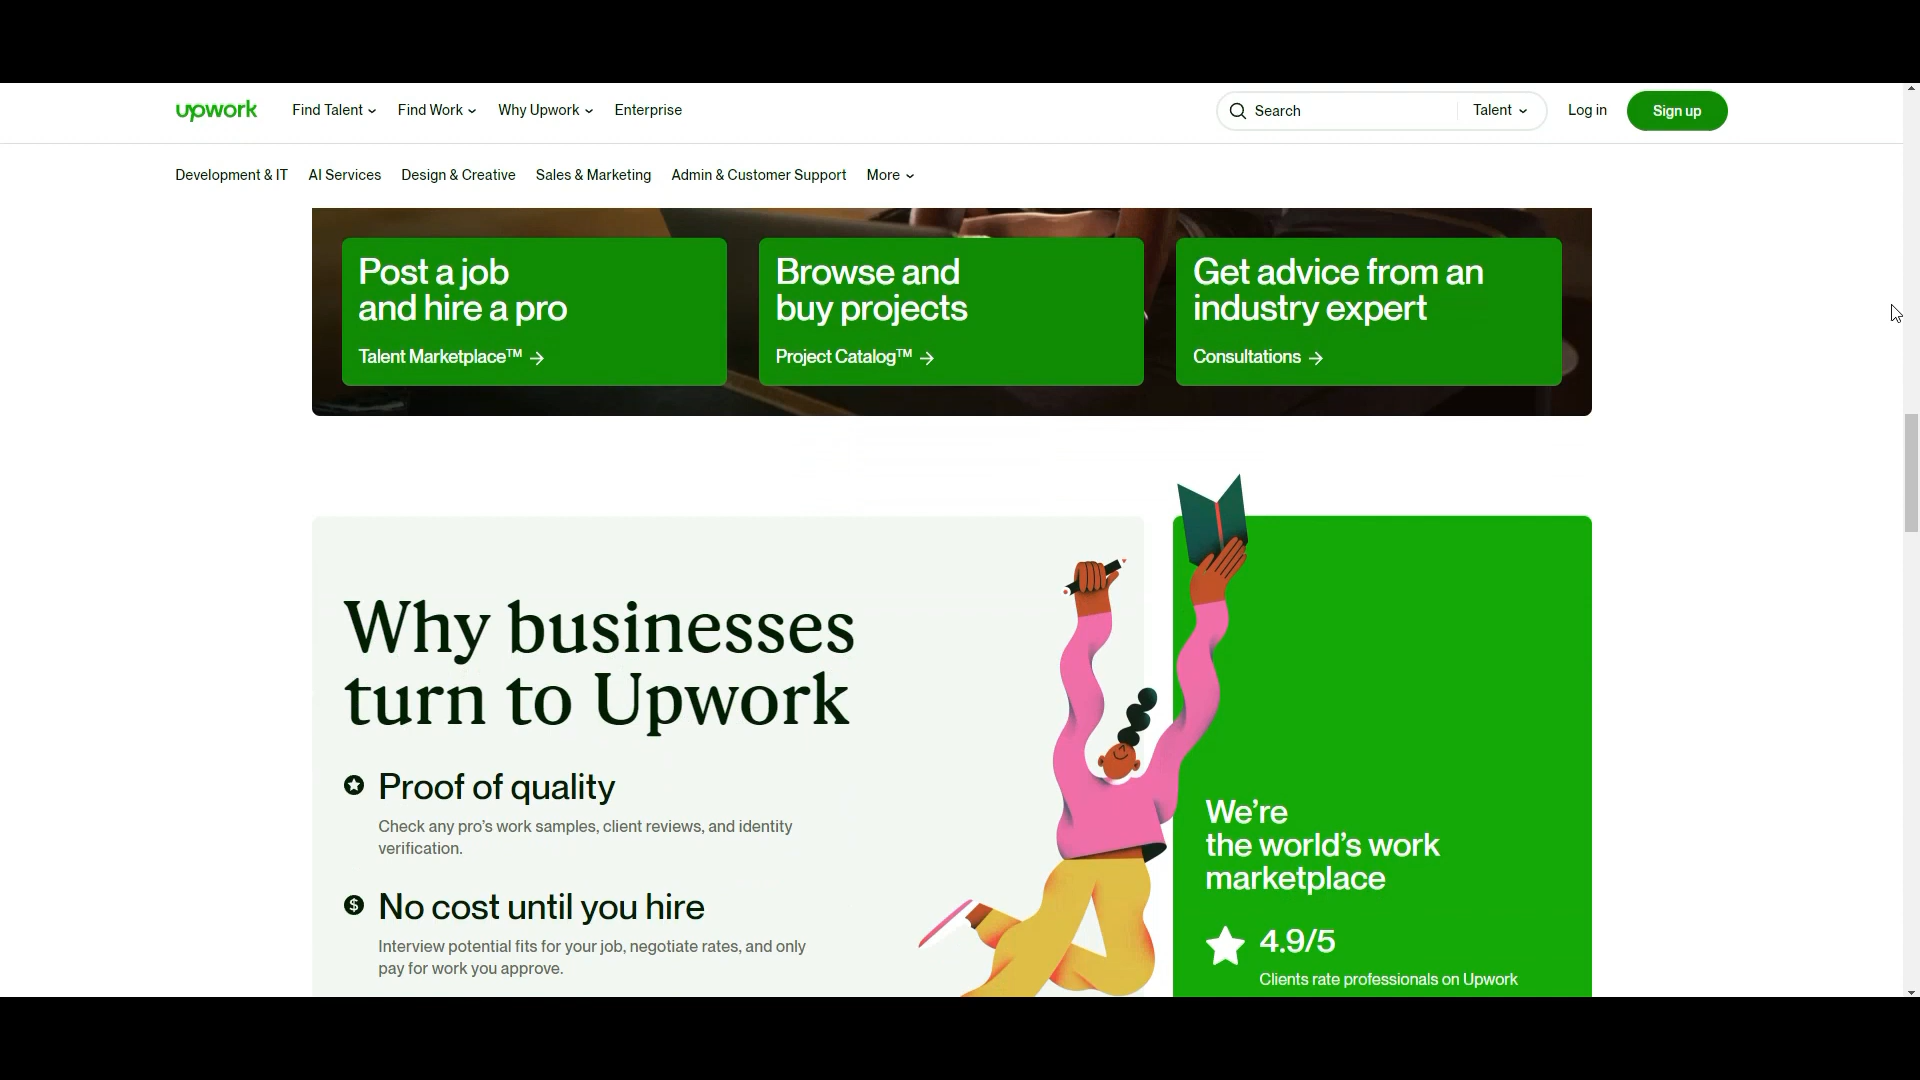 upwork Find Talent Find Work Why Upwork Enterprise Search Talent Log in Sign up
Development & IT AI Services Design & Creative Sales & Marketing Admin & Customer Support More
Post a job
and hire a pro
Talent Marketplace™ →
Browse and
buy projects
Project Catalog™ →
Get advice from an
industry expert
Consultations →
Why businesses
turn to Upwork
Proof of quality
Check any pro’s work samples, client reviews, and identity
verification.
No cost until you hire
Interview potential fits for your job, negotiate rates, and only
pay for work you approve.
We’re
the world’s work
marketplace
4.9/5
Clients rate professionals on Upwork